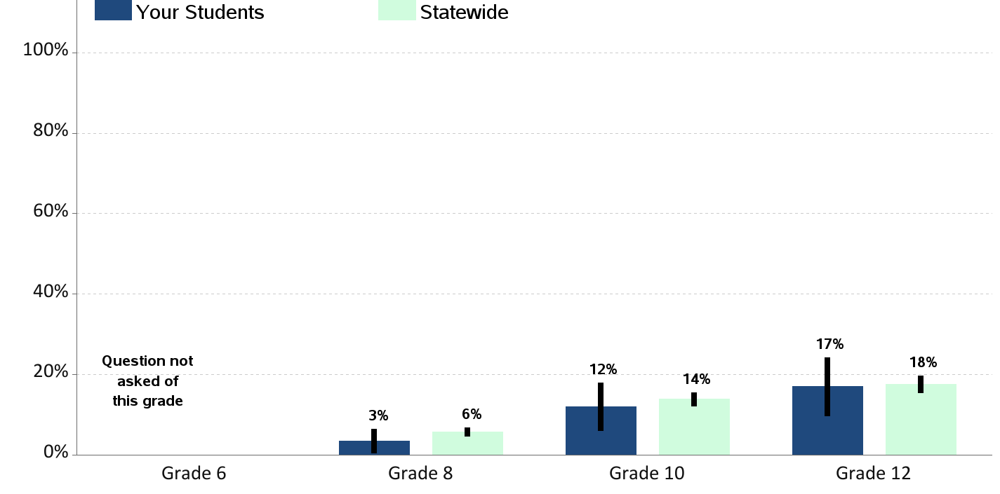 Your Students
Statewide
100%
80%
60%
40%
20%
0%
Question not
asked of
this grade
3%
6%
12%
14%
17%
18%
Grade 6
Grade 8
Grade 10
Grade 12